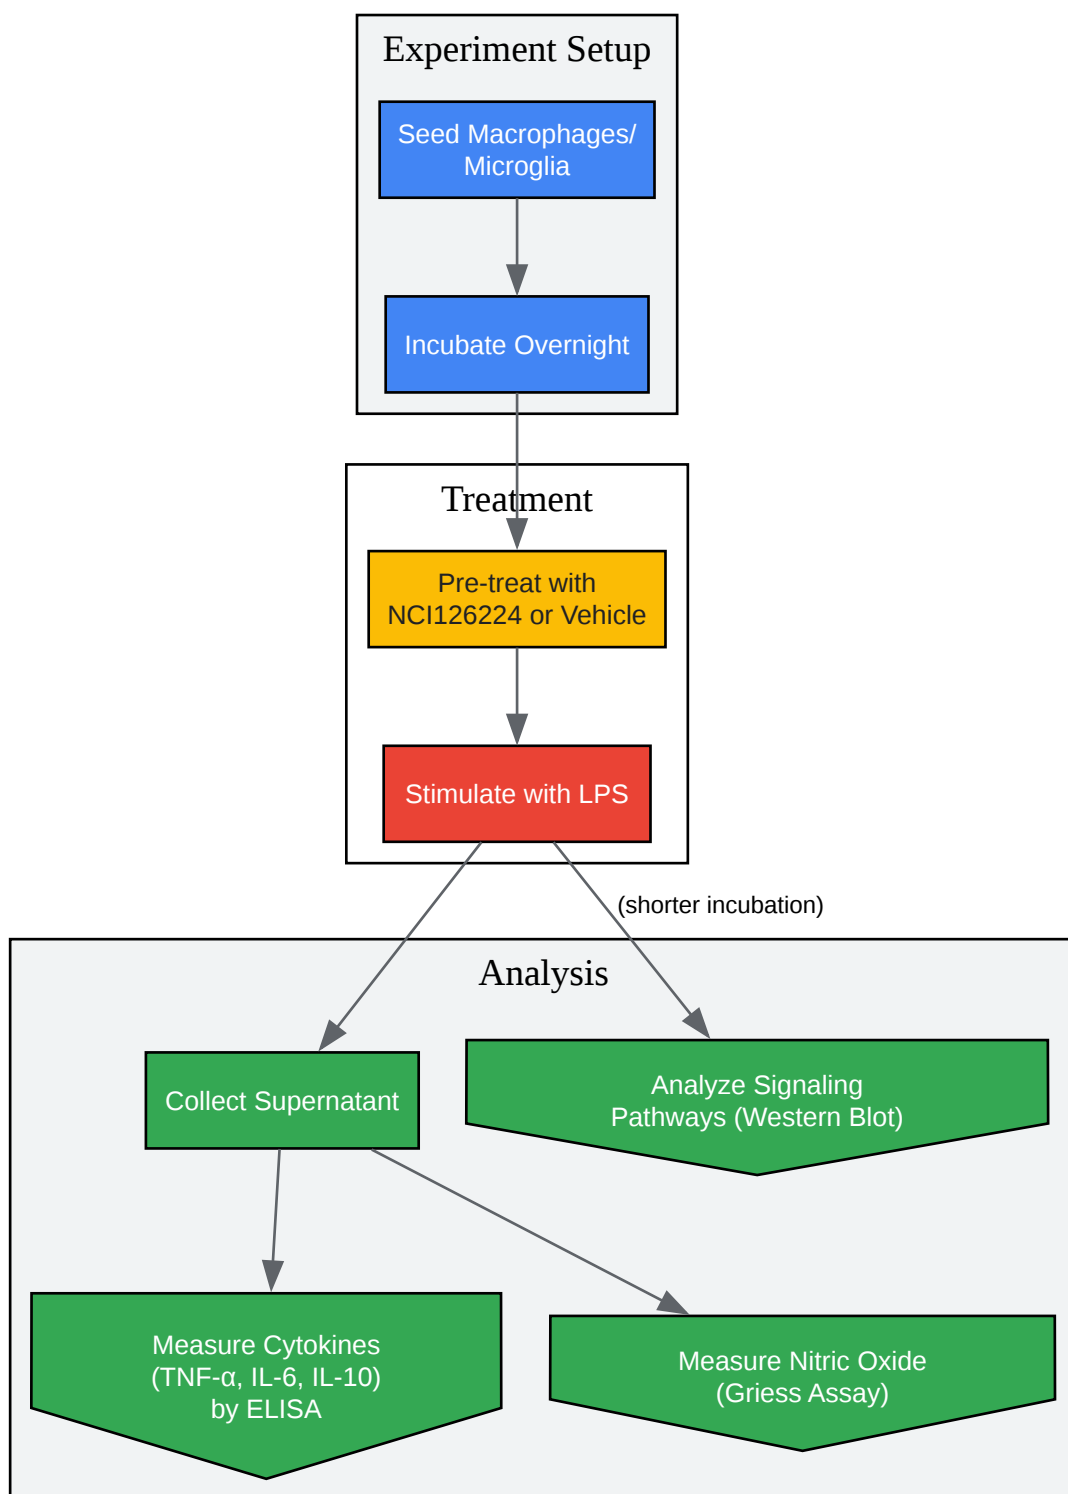 Experiment Setup
Seed Macrophages/
Microglia
Incubate Overnight
Treatment
Pre-treat with
NCI126224 or Vehicle
Stimulate with LPS
(shorter incubation)
Analysis
Collect Supernatant
Analyze Signaling
Pathways (Western Blot)
Measure Cytokines
(TNF-α, IL-6, IL-10)
by ELISA
Measure Nitric Oxide
(Griess Assay)